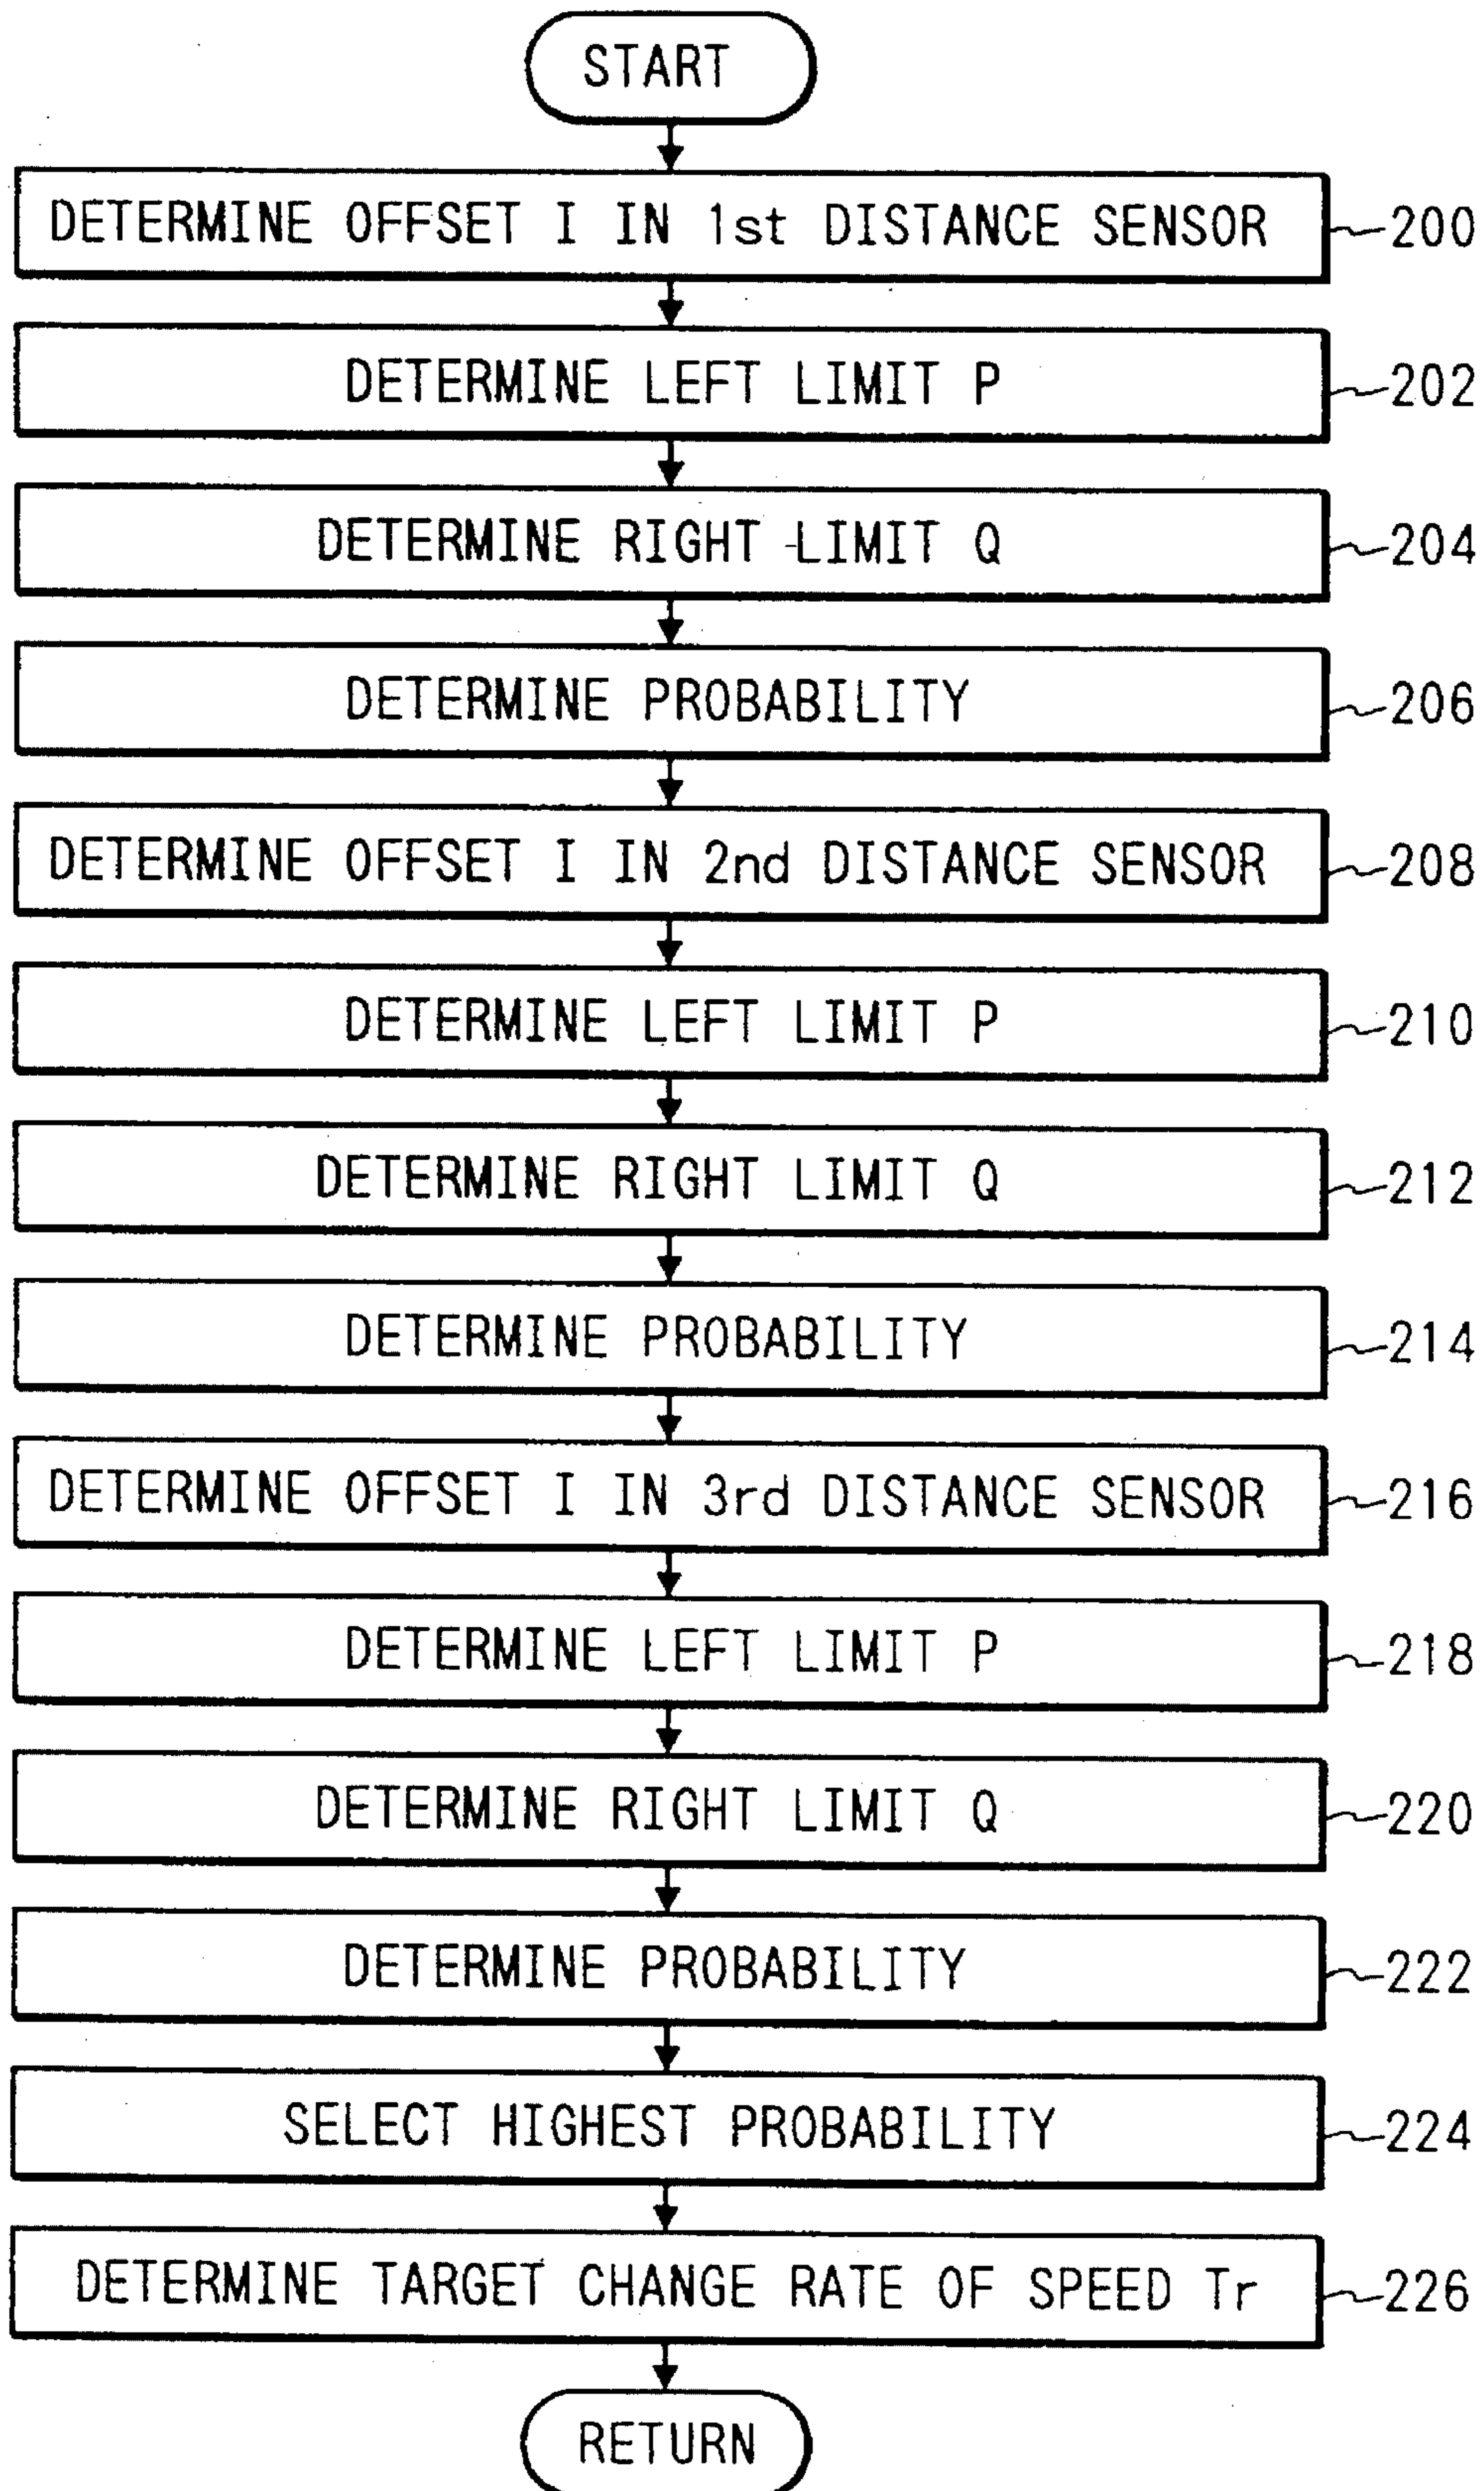 START
DETERMINE OFFSET I IN 1st DISTANCE SENSOR 200
DETERMINE LEFT LIMIT P 202
DETERMINE RIGHT LIMIT Q 204
DETERMINE PROBABILITY 206
DETERMINE OFFSET I IN 2nd DISTANCE SENSOR 208
DETERMINE LEFT LIMIT P 210
DETERMINE RIGHT LIMIT Q 212
DETERMINE PROBABILITY 214
DETERMINE OFFSET I IN 3rd DISTANCE SENSOR 216
DETERMINE LEFT LIMIT P 218
DETERMINE RIGHT LIMIT Q 220
DETERMINE PROBABILITY 222
SELECT HIGHEST PROBABILITY 224
DETERMINE TARGET CHANGE RATE OF SPEED Tr 226
RETURN